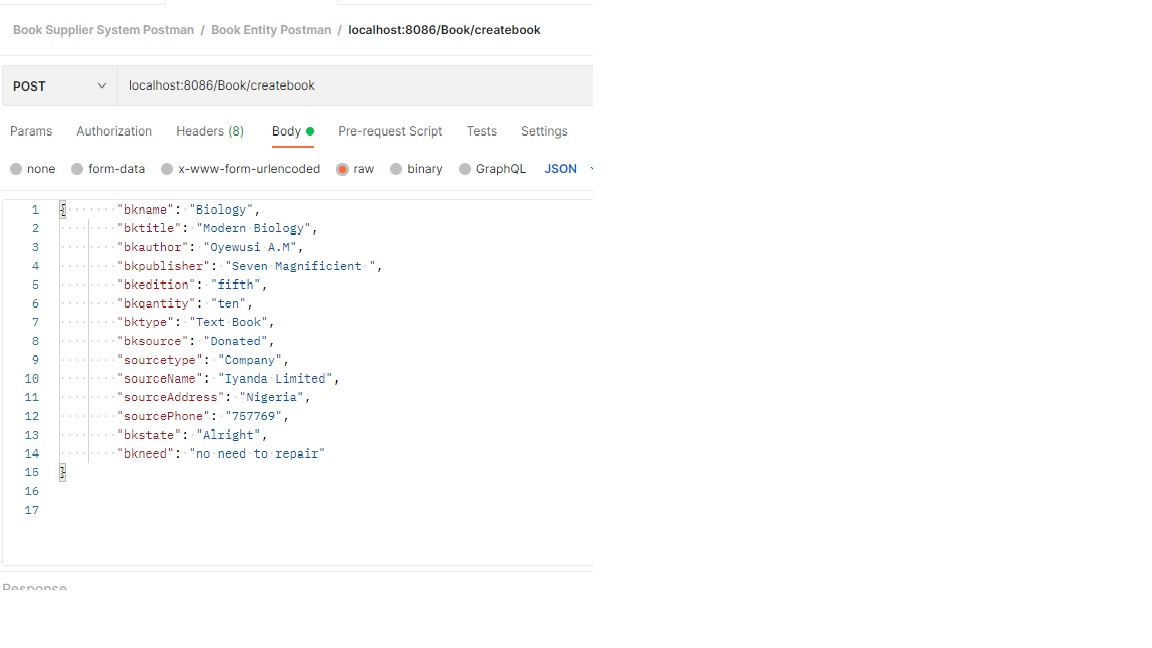 Book Supplier System Postman / Book Entity Postman / localhost:8086/Book/createbook
POST localhost:8086/Book/createbook
Params Authorization Headers (8) Body Pre-request Script Tests Settings
none form-data x-www-form-urlencoded raw binary GraphQL JSON
1 { "bkname": "Biology",
2 "bktitle": "Modern Biology",
3 "bkauthor": "Oyewusi A.M",
4 "bkpublisher": "Seven Magnificient ",
5 "bkedition": "fifth",
6 "bkqantity": "ten",
7 "bktype": "Text Book",
8 "bksource": "Donated",
9 "sourcetype": "Company",
10 "sourceName": "Iyanda Limited",
11 "sourceAddress": "Nigeria",
12 "sourcePhone": "757769",
13 "bkstate": "Alright",
14 "bkneed": "no need to repair"
15 }
16
17
Response